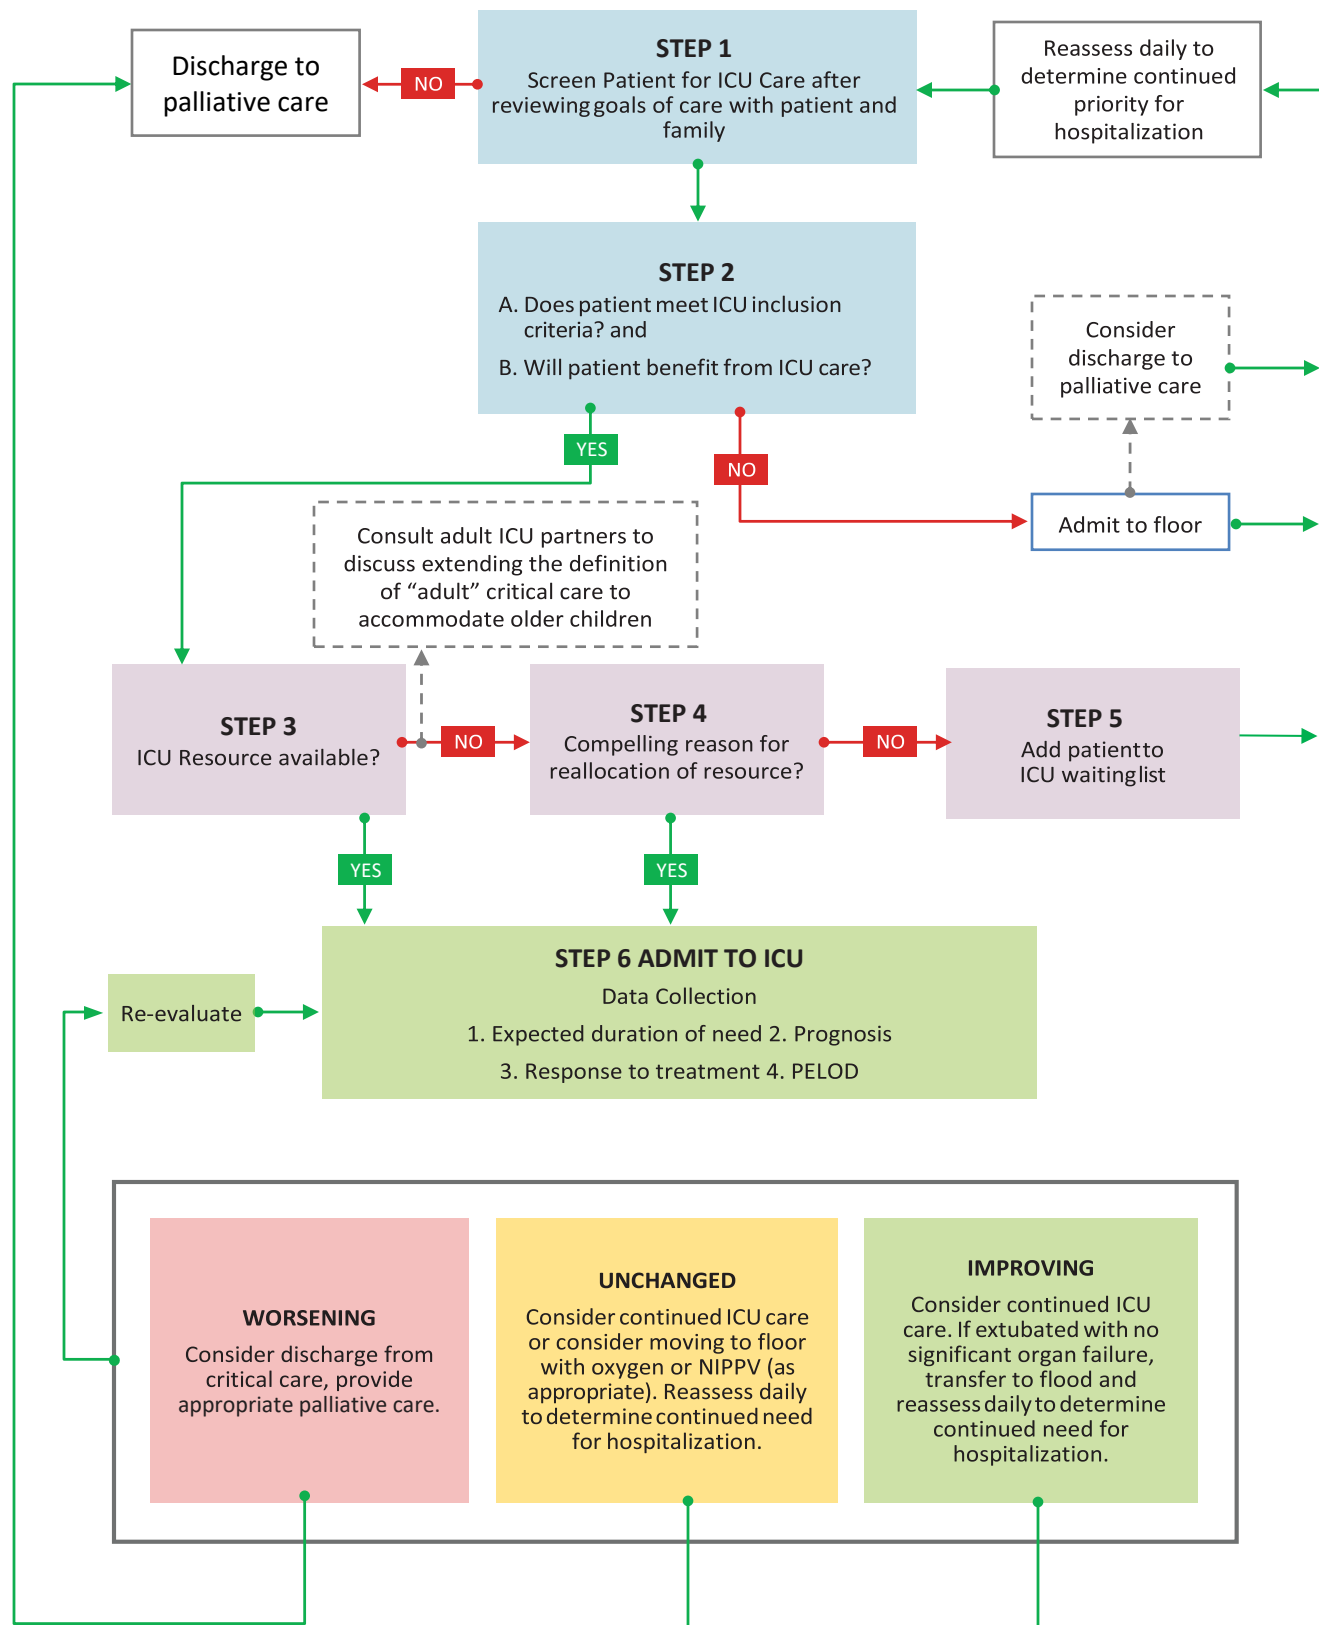 Discharge to
palliative care
NO
STEP 1
Screen Patient for ICU Care after
reviewing goals of care with patient and
family
Reassess daily to
determine continued
priority for
hospitalization
STEP 2
A. Does patient meet ICU inclusion
criteria? and
B. Will patient benefit from ICU care?
Consider
discharge to
palliative care
YES
NO
Admit to floor
Consult adult ICU partners to
discuss extending the definition
of “adult” critical care to
accommodate older children
STEP 3
ICU Resource available?
NO
STEP 4
Compelling reason for
reallocation of resource?
NO
STEP 5
Add patient to
ICU waiting list
YES
YES
Re-evaluate
STEP 6 ADMIT TO ICU
Data Collection
1. Expected duration of need 2. Prognosis
3. Response to treatment 4. PELOD
WORSENING
Consider discharge from
critical care, provide
appropriate palliative care.
UNCHANGED
Consider continued ICU care
or consider moving to floor
with oxygen or NIPPV (as
appropriate). Reassess daily
to determine continued need
for hospitalization.
IMPROVING
Consider continued ICU
care. If extubated with no
significant organ failure,
transfer to flood and
reassess daily to determine
continued need for
hospitalization.